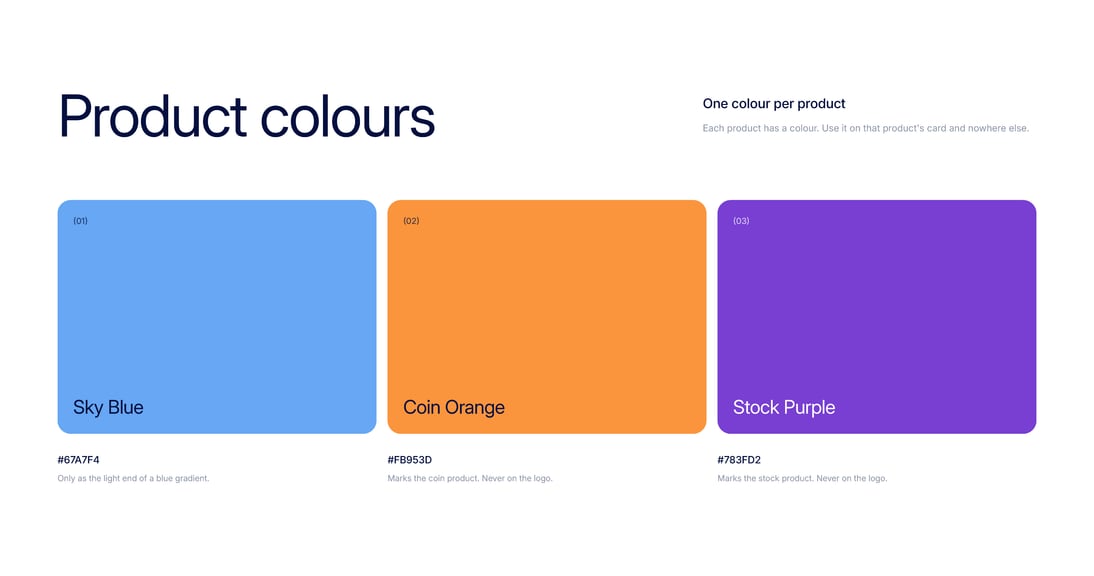 Product colours
One colour per product
Each product has a colour. Use it on that product's card and nowhere else.
(01)
Sky Blue
#67A7F4
Only as the light end of a blue gradient.
(02)
Coin Orange
#FB953D
Marks the coin product. Never on the logo.
(03)
Stock Purple
#783FD2
Marks the stock product. Never on the logo.